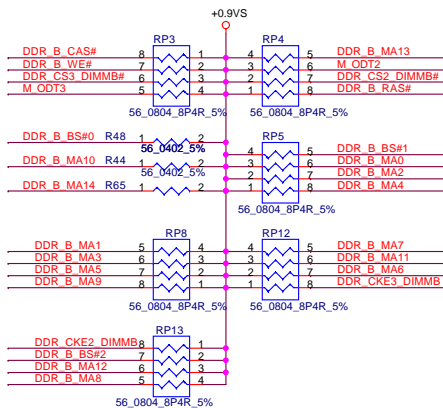 +0.9VS
RP3 RP4
DDR_B_CAS# 8 1 4 5 DDR_B_MA13
DDR_B_WE# 7 2 3 6 M_ODT2
DDR_CS3_DIMMB# 6 3 2 7 DDR_CS2_DIMMB#
M_ODT3 5 4 1 8 DDR_B_RAS#
56_0804_8P4R_5% 56_0804_8P4R_5%
DDR_B_BS#0 R48 1 2 RP5
56_0402_5% 4 5 DDR_B_BS#1
DDR_B_MA10 R44 1 2 3 6 DDR_B_MA0
56_0402_5% 2 7 DDR_B_MA2
DDR_B_MA14 R65 1 2 1 8 DDR_B_MA4
56_0804_8P4R_5%
RP8 RP12
DDR_B_MA1 5 4 4 5 DDR_B_MA7
DDR_B_MA3 6 3 3 6 DDR_B_MA11
DDR_B_MA5 7 2 2 7 DDR_B_MA6
DDR_B_MA9 8 1 1 8 DDR_CKE3_DIMMB
56_0804_8P4R_5% 56_0804_8P4R_5%
RP13
DDR_CKE2_DIMMB 8 1
DDR_B_BS#2 7 2
DDR_B_MA12 6 3
DDR_B_MA8 5 4
56_0804_8P4R_5%